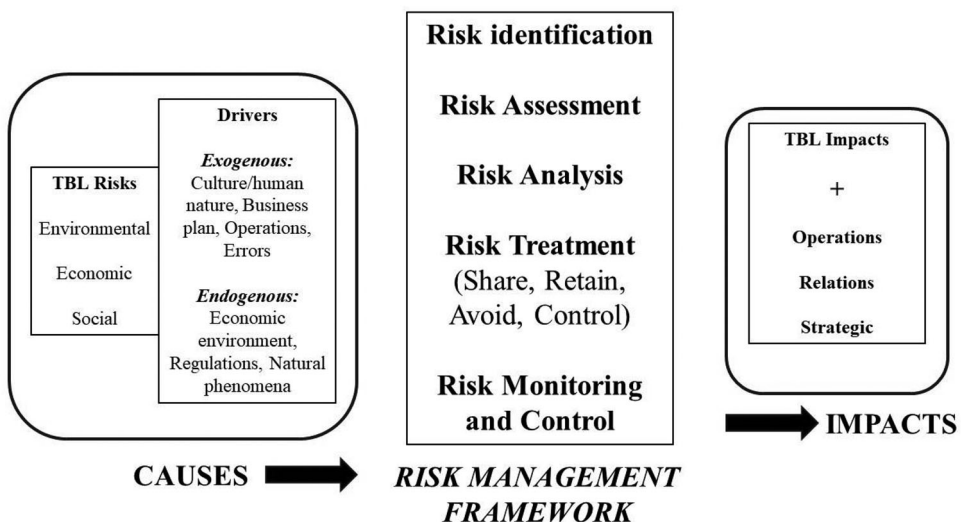 TBL Risks
Environmental
Economic
Social
Drivers
Exogenous:
Culture/human
nature, Business
plan, Operations,
Errors
Endogenous:
Economic
environment,
Regulations, Natural
phenomena
CAUSES
Risk identification
Risk Assessment
Risk Analysis
Risk Treatment
(Share, Retain,
Avoid, Control)
Risk Monitoring
and Control
RISK MANAGEMENT
FRAMEWORK
TBL Impacts
+
Operations
Relations
Strategic
IMPACTS